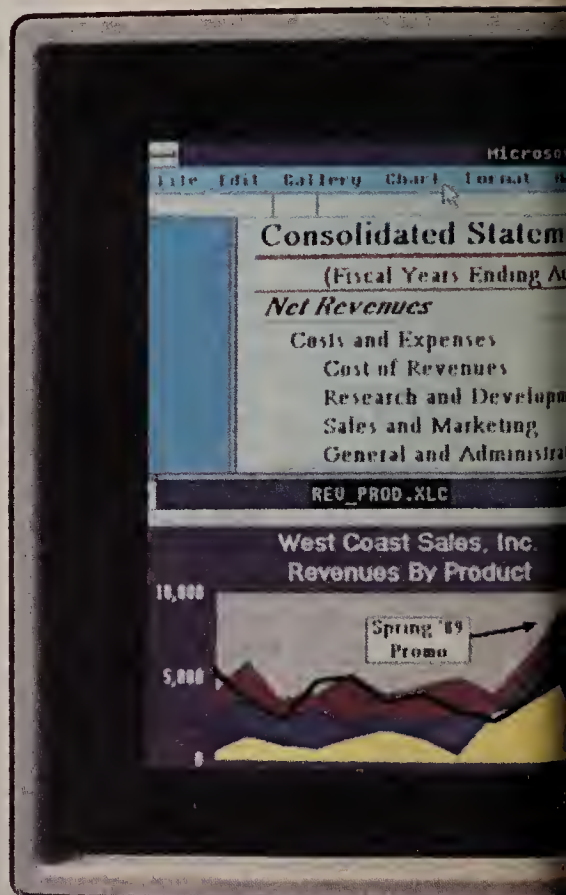 Microso
File Edit Gallery Chart Format
Consolidated Statem
(Fiscal Years Ending Au
Net Revenues
Costs and Expenses
Cost of Revenues
Research and Developm
Sales and Marketing
General and Administra
REV_PROD.XLC
West Coast Sales, Inc.
Revenues By Product
10,000
Spring '89
Promo
5,000
0